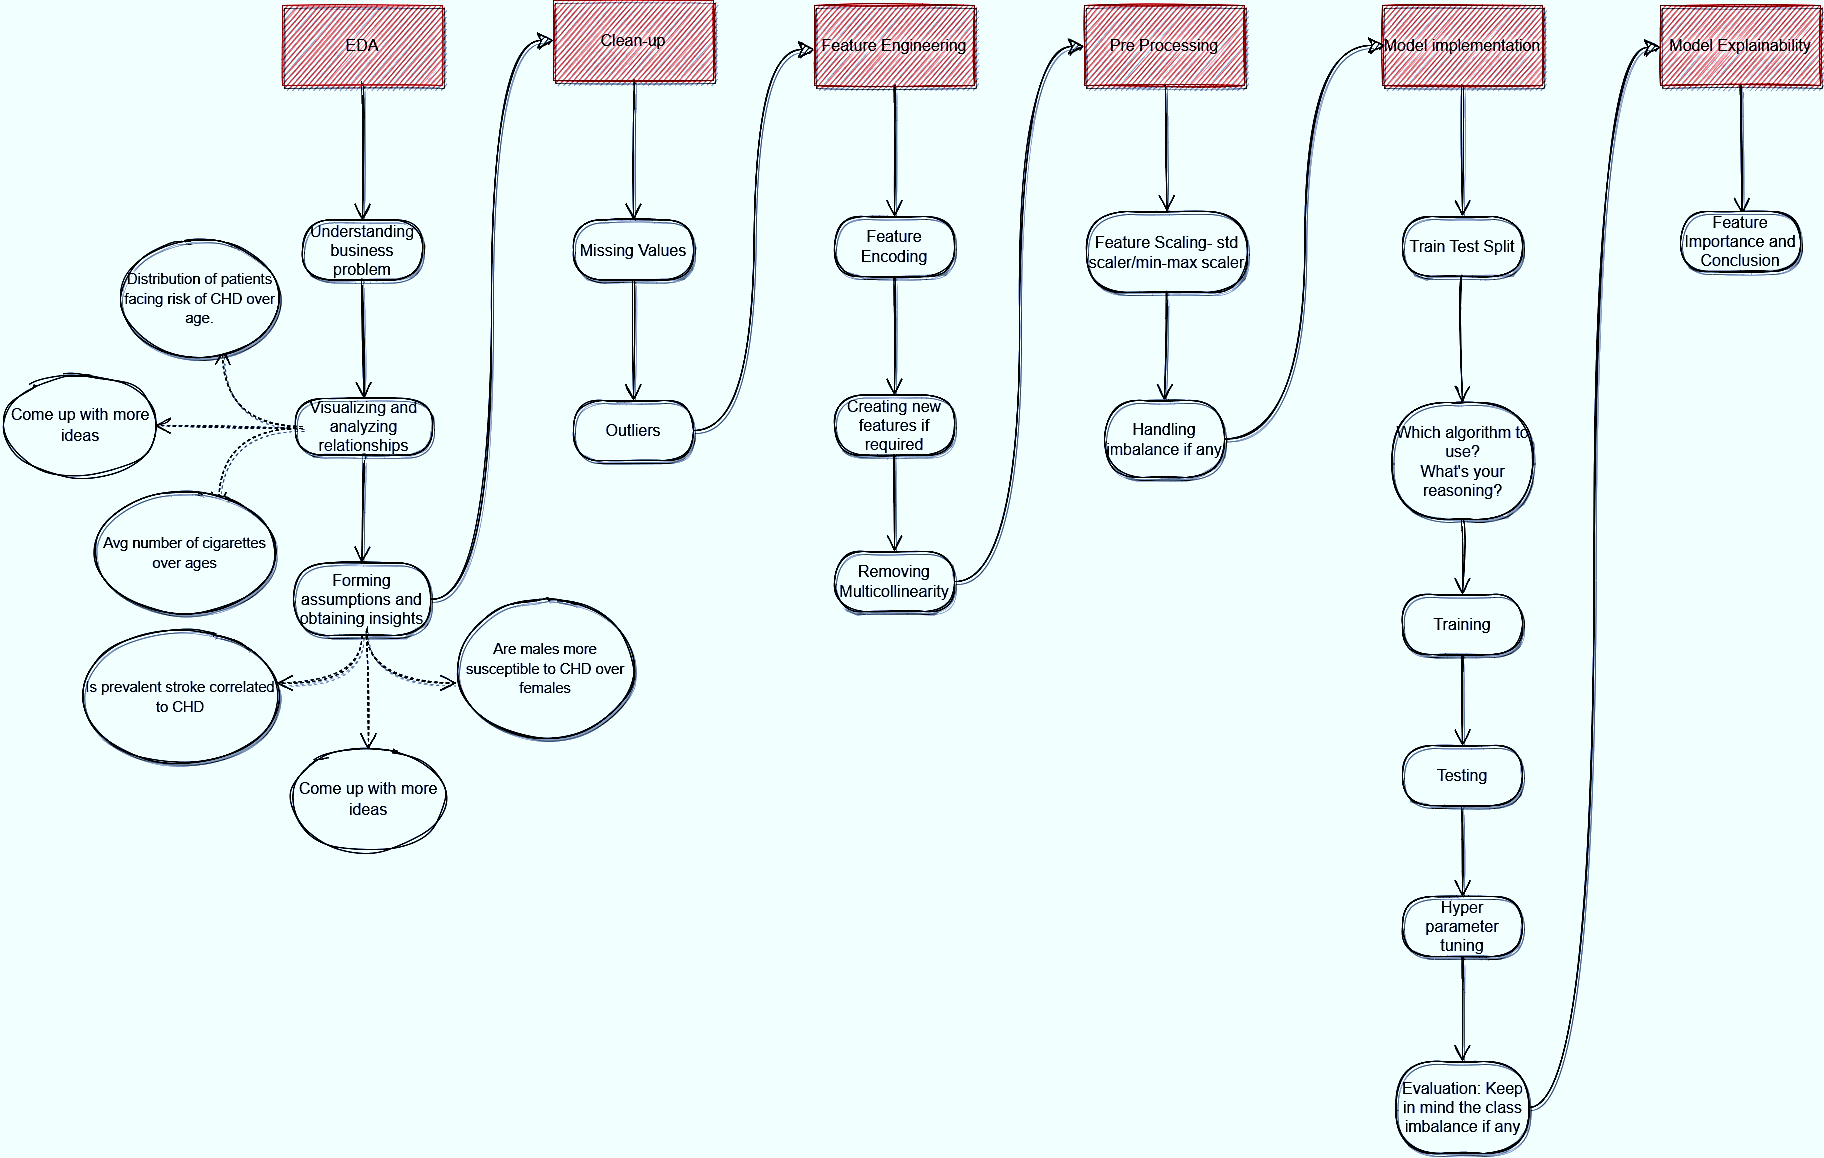 EDA
Understanding
business
problem
Distribution of patients
facing risk of CHD over
age.
Come up with more
ideas
Visualizing and
analyzing
relationships
Avg number of cigarettes
over ages
Forming
assumptions and
obtaining insights
Is prevalent stroke correlated
to CHD
Are males more
susceptible to CHD over
females
Come up with more
ideas
Clean-up
Missing Values
Outliers
Feature Engineering
Feature
Encoding
Creating new
features if
required
Removing
Multicollinearity
Pre Processing
Feature Scaling- std
scaler/min-max scaler
Handling
imbalance if any
Model implementation
Train Test Split
Which algorithm to
use?
What's your
reasoning?
Training
Testing
Hyper
parameter
tuning
Evaluation: Keep
in mind the class
imbalance if any
Model Explainability
Feature
Importance and
Conclusion